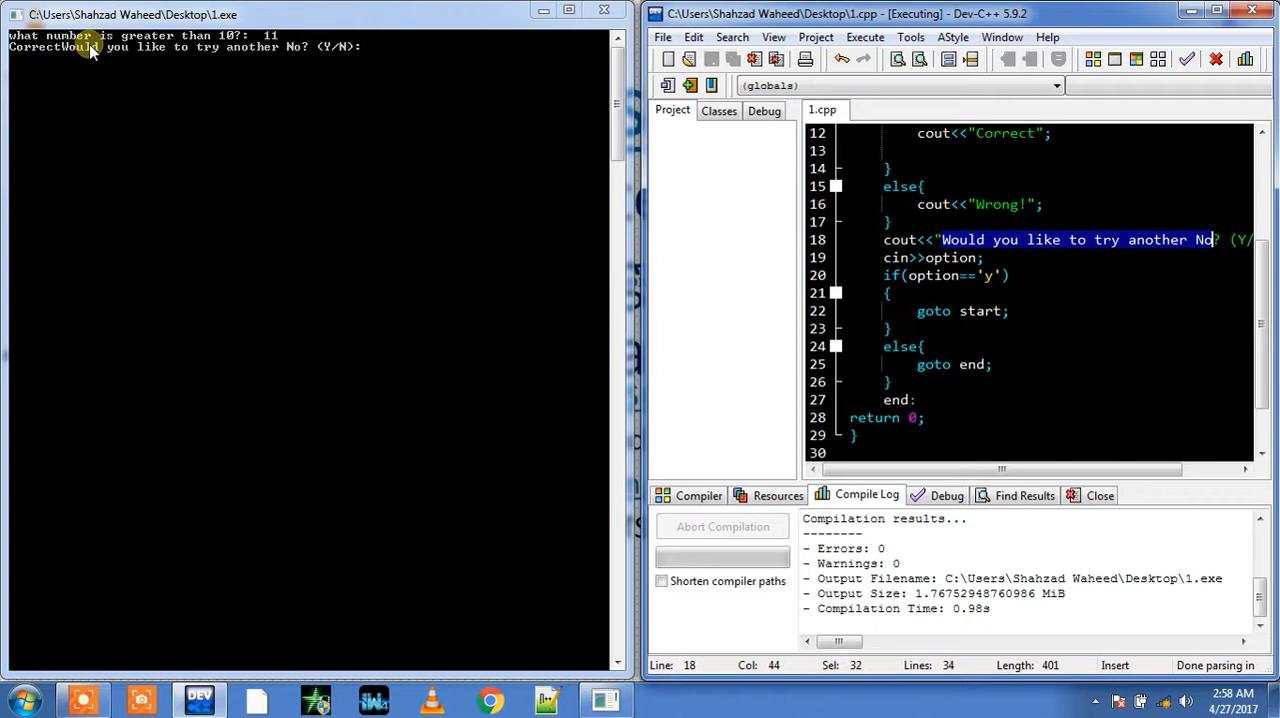 C:\Users\Shahzad Waheed\Desktop\1.exe
what number is greater than 10?: 11
CorrectWould you like to try another No? (Y/N):
C:\Users\Shahzad Waheed\Desktop\1.cpp - [Executing] - Dev-C++ 5.9.2
File Edit Search View Project Execute Tools AStyle Window Help
(globals)
Project Classes Debug
1.cpp
12 cout<<"Correct";
13
14 }
15 else{
16 cout<<"Wrong!";
17 }
18 cout<<"Would you like to try another No? (Y/
19 cin>>option;
20 if(option=='y')
21 {
22 goto start;
23 }
24 else{
25 goto end;
26 }
27 end:
28 return 0;
29 }
30
Compiler Resources Compile Log Debug Find Results Close
Abort Compilation
Shorten compiler paths
Compilation results...
--------
- Errors: 0
- Warnings: 0
- Output Filename: C:\Users\Shahzad Waheed\Desktop\1.exe
- Output Size: 1.76752948760986 MiB
- Compilation Time: 0.98s
Line: 18 Col: 44 Sel: 32 Lines: 34 Length: 401 Insert Done parsing in
DEV
2:58 AM
4/27/2017